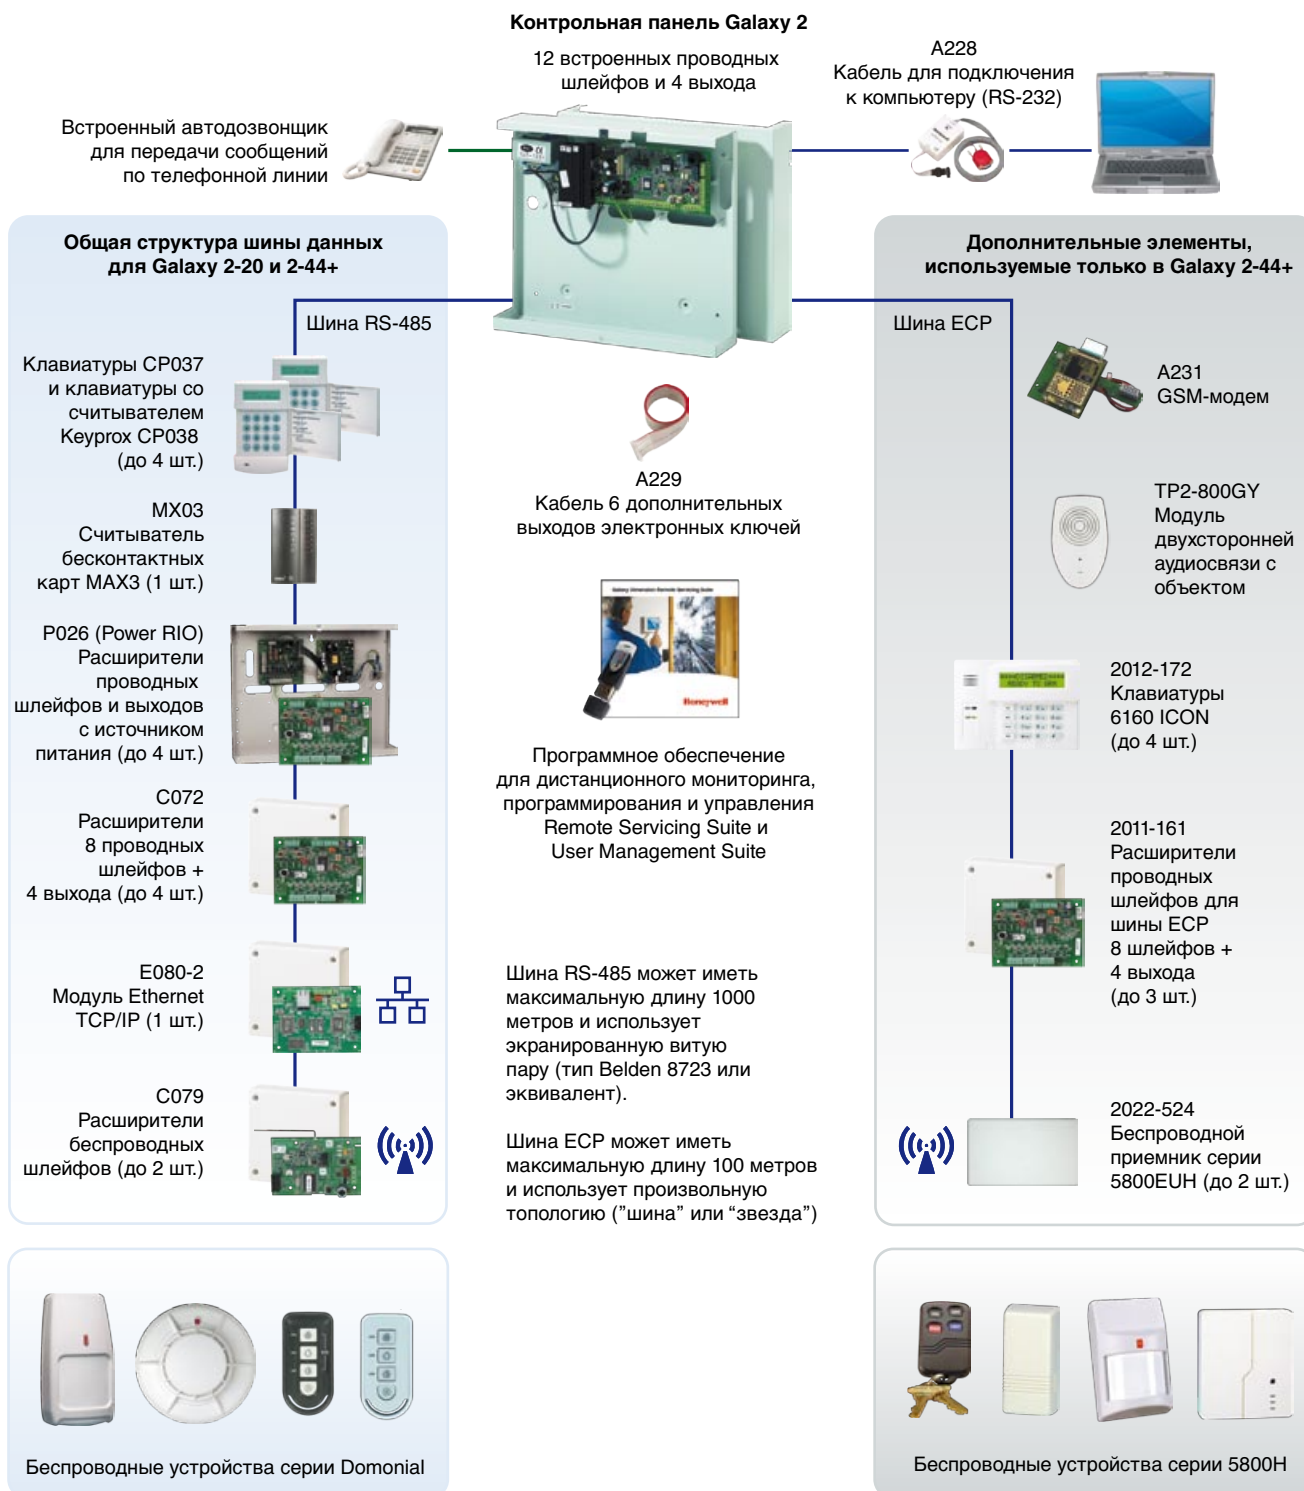 Контрольная панель Galaxy 2
12 встроенных проводных
шлейфов и 4 выхода
A228
Кабель для подключения
к компьютеру (RS-232)
Встроенный автодозвонщик
для передачи сообщений
по телефонной линии
Общая структура шины данных
для Galaxy 2-20 и 2-44+
Шина RS-485
Клавиатуры CP037
и клавиатуры со
считывателем
Keyprox CP038
(до 4 шт.)
MX03
Считыватель
бесконтактных
карт MAX3 (1 шт.)
P026 (Power RIO)
Расширители
проводных
шлейфов и выходов
с источником
питания (до 4 шт.)
C072
Расширители
8 проводных
шлейфов +
4 выхода (до 4 шт.)
E080-2
Модуль Ethernet
TCP/IP (1 шт.)
C079
Расширители
беспроводных
шлейфов (до 2 шт.)
A229
Кабель 6 дополнительных
выходов электронных ключей
Galaxy Dimension Remote Servicing Suite
Honeywell
Программное обеспечение
для дистанционного мониторинга,
программирования и управления
Remote Servicing Suite и
User Management Suite
Шина RS-485 может иметь
максимальную длину 1000
метров и использует
экранированную витую
пару (тип Belden 8723 или
эквивалент).
Шина ECP может иметь
максимальную длину 100 метров
и использует произвольную
топологию ("шина" или “звезда”)
Дополнительные элементы,
используемые только в Galaxy 2-44+
Шина ECP
A231
GSM-модем
TP2-800GY
Модуль
двухсторонней
аудиосвязи с
объектом
2012-172
Клавиатуры
6160 ICON
(до 4 шт.)
2011-161
Расширители
проводных
шлейфов для
шины ECP
8 шлейфов +
4 выхода
(до 3 шт.)
2022-524
Беспроводной
приемник серии
5800EUH (до 2 шт.)
Беспроводные устройства серии Domonial
Беспроводные устройства серии 5800H